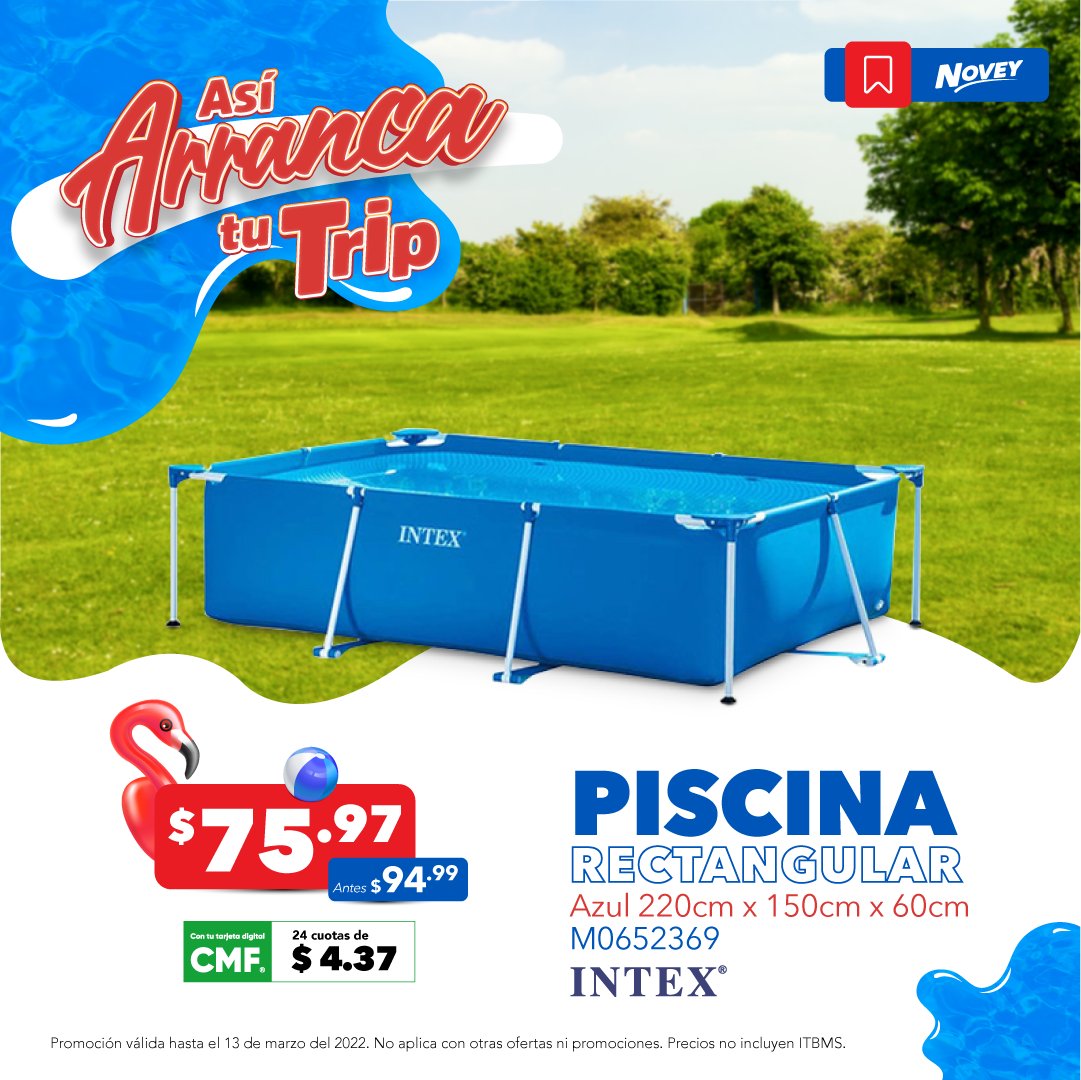 Así
Arranca
tu Trip
NOVEY
INTEX
$75.97
Antes $94.99
Con tu tarjeta digital
CMF®
24 cuotas de
$ 4.37
PISCINA
RECTANGULAR
Azul 220cm x 150cm x 60cm
M0652369
INTEX®
Promoción válida hasta el 13 de marzo del 2022. No aplica con otras ofertas ni promociones. Precios no incluyen ITBMS.